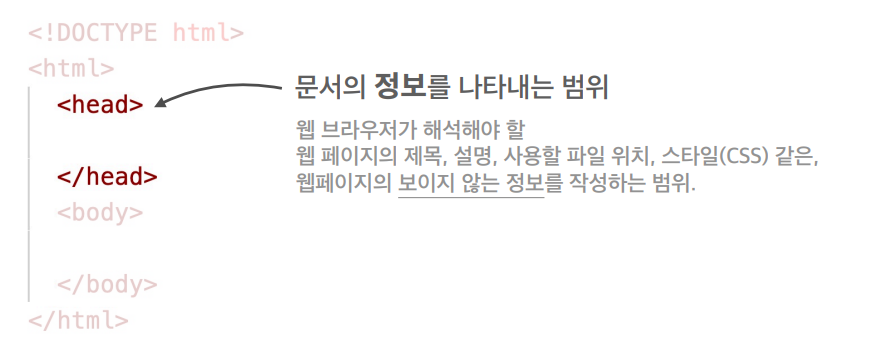 <!DOCTYPE html>
<html>
<head>
문서의 정보를 나타내는 범위
웹 브라우저가 해석해야 할
웹 페이지의 제목, 설명, 사용할 파일 위치, 스타일(CSS) 같은,
</head>
웹페이지의 보이지 않는 정보를 작성하는 범위.
<body>
</body>
</html>